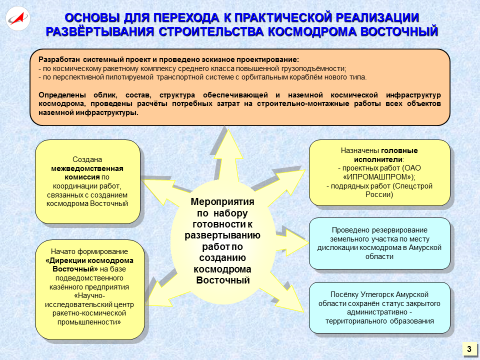 ОСНОВЫ ДЛЯ ПЕРЕХОДА К ПРАКТИЧЕСКОЙ РЕАЛИЗАЦИИ
РАЗВЁРТЫВАНИЯ СТРОИТЕЛЬСТВА КОСМОДРОМА ВОСТОЧНЫЙ
Разработан системный проект и проведено эскизное проектирование:
- по космическому ракетному комплексу среднего класса повышенной грузоподъёмности;
- по перспективной пилотируемой транспортной системе с орбитальным кораблём нового типа.
Определены облик, состав, структура обеспечивающей и наземной космической инфраструктур
космодрома, проведены расчёты потребных затрат на строительно-монтажные работы всех объектов
наземной инфраструктуры.
Создана
межведомственная
комиссия по
координации работ,
связанных с созданием
космодрома Восточный
Начато формирование
«Дирекции космодрома
Восточный» на базе
подведомственного
казённого предприятия
«Научно-
исследовательский центр
ракетно-космической
промышленности»
Мероприятия
по набору
готовности к
развертыванию
работ по
созданию
космодрома
Восточный
Назначены головные
исполнители:
- проектных работ (ОАО
«ИПРОМАШПРОМ»);
- подрядных работ (Спецстрой
России)
Проведено резервирование
земельного участка по месту
дислокации космодрома в Амурской
области
Посёлку Углегорск Амурской
области сохранён статус закрытого
административно -
территориального образования
3